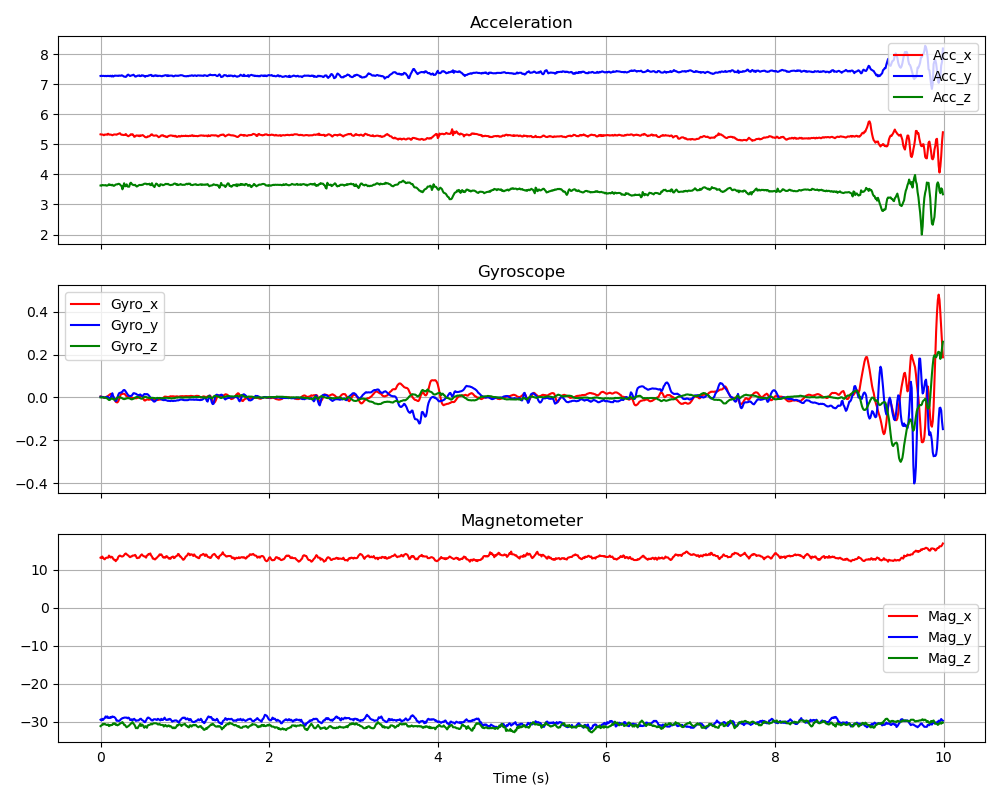 Acceleration
8
7
6
5
4
3
2
Acc_x
Acc_y
Acc_z
Gyroscope
0.4
0.2
0.0
−0.2
−0.4
Gyro_x
Gyro_y
Gyro_z
Magnetometer
10
0
−10
−20
−30
Mag_x
Mag_y
Mag_z
0 2 4 6 8 10
Time (s)